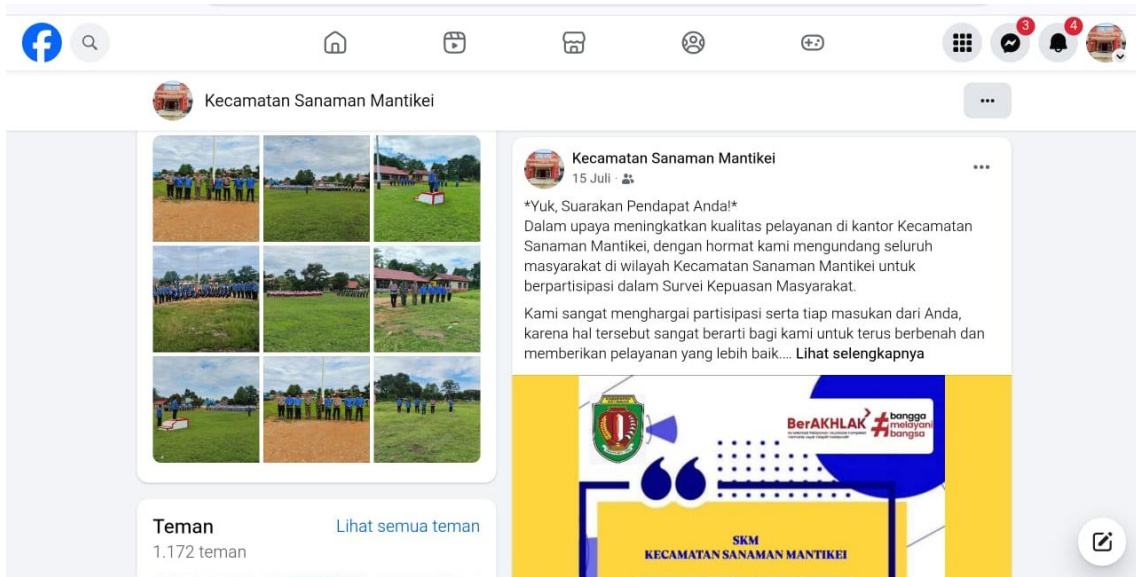 3
4
Kecamatan Sanaman Mantikei
...
Kecamatan Sanaman Mantikei
15 Juli ·
...
*Yuk, Suarakan Pendapat Anda!*
Dalam upaya meningkatkan kualitas pelayanan di kantor Kecamatan
Sanaman Mantikei, dengan hormat kami mengundang seluruh
masyarakat di wilayah Kecamatan Sanaman Mantikei untuk
berpartisipasi dalam Survei Kepuasan Masyarakat.
Kami sangat menghargai partisipasi serta tiap masukan dari Anda,
karena hal tersebut sangat berarti bagi kami untuk terus berbenah dan
memberikan pelayanan yang lebih baik.... Lihat selengkapnya
BerAKHLAK
# bangga
melayani
bangsa
SKM
KECAMATAN SANAMAN MANTIKEI
Teman
Lihat semua teman
1.172 teman